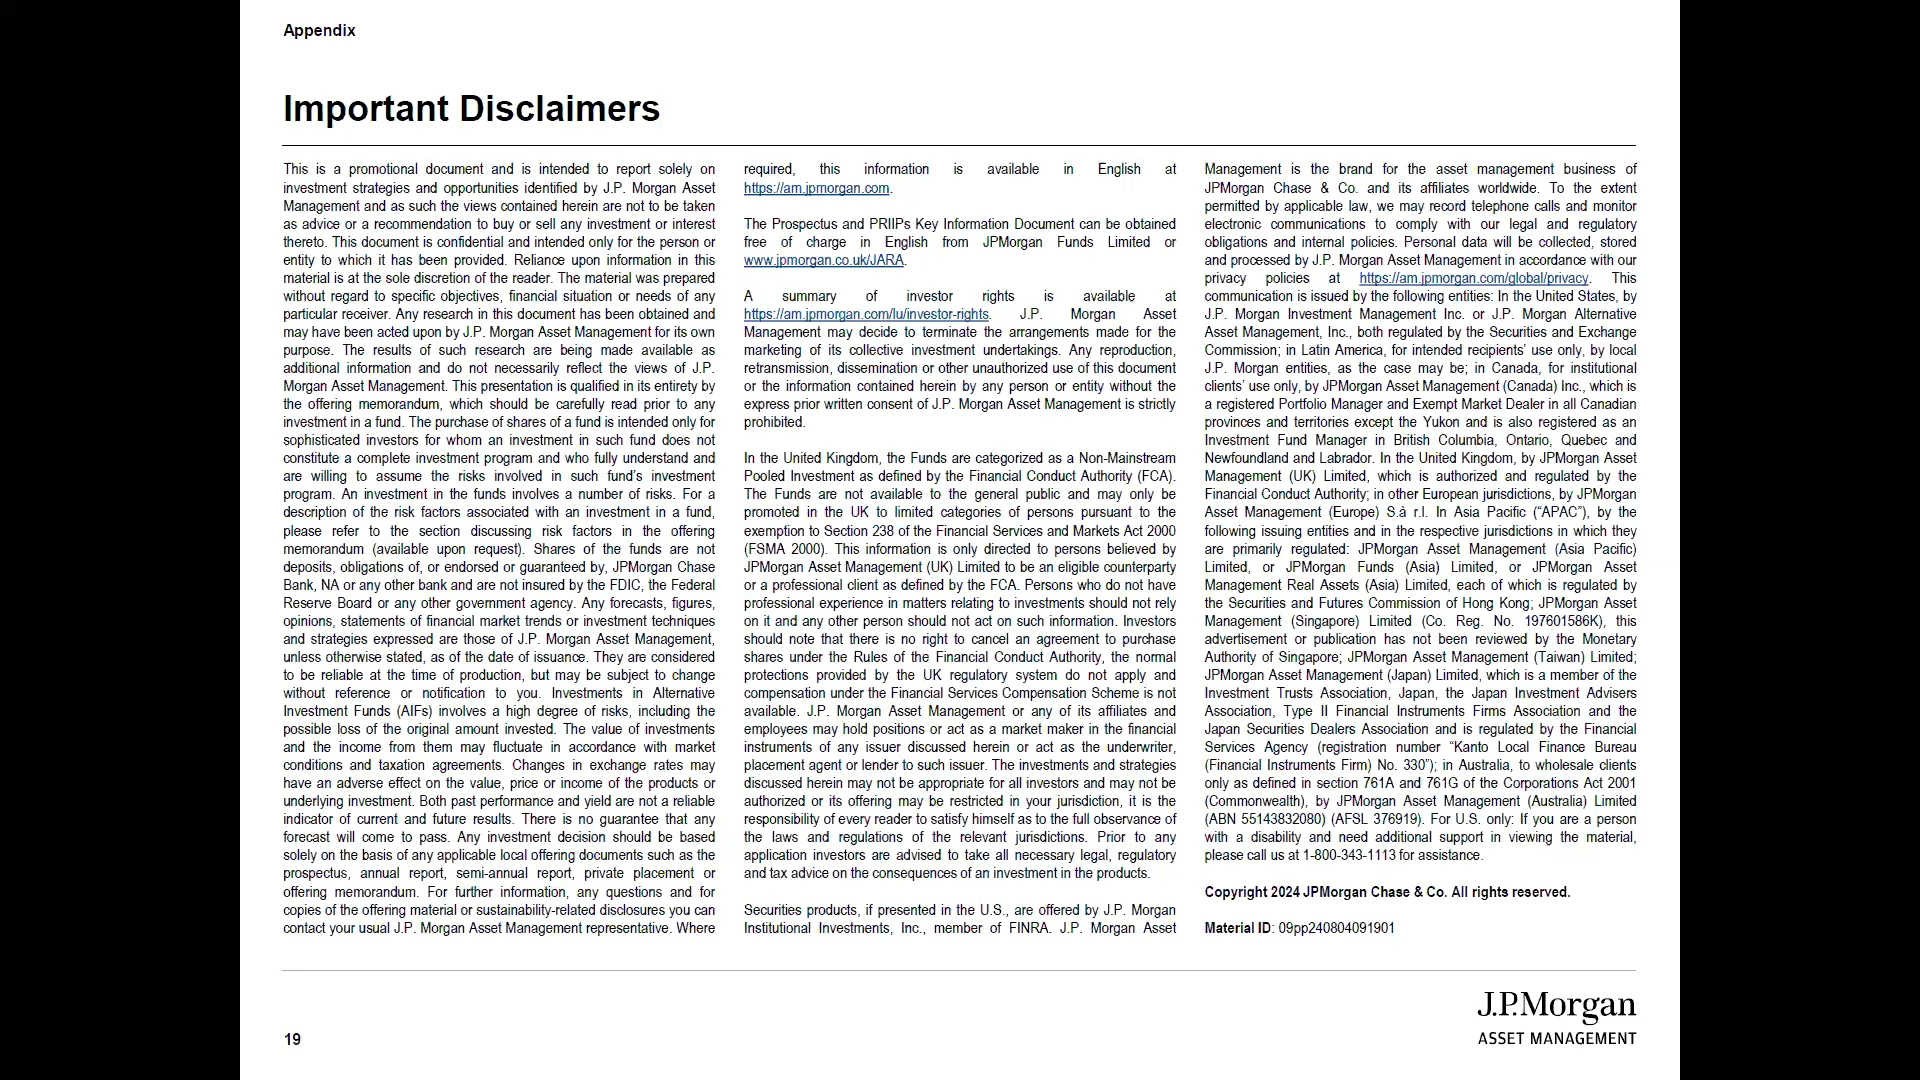 Appendix
Important Disclaimers
This is a promotional document and is intended to report solely on
investment strategies and opportunities identified by J.P. Morgan Asset
Management and as such the views contained herein are not to be taken
as advice or a recommendation to buy or sell any investment or interest
thereto. This document is confidential and intended only for the person or
entity to which it has been provided. Reliance upon information in this
material is at the sole discretion of the reader. The material was prepared
without regard to specific objectives, financial situation or needs of any
particular receiver. Any research in this document has been obtained and
may have been acted upon by J.P. Morgan Asset Management for its own
purpose. The results of such research are being made available as
additional information and do not necessarily reflect the views of J.P.
Morgan Asset Management. This presentation is qualified in its entirety by
the offering memorandum, which should be carefully read prior to any
investment in a fund. The purchase of shares of a fund is intended only for
sophisticated investors for whom an investment in such fund does not
constitute a complete investment program and who fully understand and
are willing to assume the risks involved in such fund's investment
program. An investment in the funds involves a number of risks. For a
description of the risk factors associated with an investment in a fund,
please refer to the section discussing risk factors in the offering
memorandum (available upon request). Shares of the funds are not
deposits, obligations of, or endorsed or guaranteed by, JPMorgan Chase
Bank, NA or any other bank and are not insured by the FDIC, the Federal
Reserve Board or any other government agency. Any forecasts, figures,
opinions, statements of financial market trends or investment techniques
and strategies expressed are those of J.P. Morgan Asset Management,
unless otherwise stated, as of the date of issuance. They are considered
to be reliable at the time of production, but may be subject to change
without reference or notification to you. Investments in Alternative
Investment Funds (AIFs) involves a high degree of risks, including the
possible loss of the original amount invested. The value of investments
and the income from them may fluctuate in accordance with market
conditions and taxation agreements. Changes in exchange rates may
have an adverse effect on the value, price or income of the products or
underlying investment. Both past performance and yield are not a reliable
indicator of current and future results. There is no guarantee that any
forecast will come to pass. Any investment decision should be based
solely on the basis of any applicable local offering documents such as the
prospectus, annual report, semi-annual report, private placement or
offering memorandum. For further information, any questions and for
copies of the offering material or sustainability-related disclosures you can
contact your usual J.P. Morgan Asset Management representative. Where
required, this information is available in English at
https://am.jpmorgan.com.
The Prospectus and PRIIPs Key Information Document can be obtained
free of charge in English from JPMorgan Funds Limited or
www.jpmorgan.co.uk/JARA.
A summary of investor rights is available at
https://am.jpmorgan.com/lu/investor-rights. J.P. Morgan Asset
Management may decide to terminate the arrangements made for the
marketing of its collective investment undertakings. Any reproduction,
retransmission, dissemination or other unauthorized use of this document
or the information contained herein by any person or entity without the
express prior written consent of J.P. Morgan Asset Management is strictly
prohibited.
In the United Kingdom, the Funds are categorized as a Non-Mainstream
Pooled Investment as defined by the Financial Conduct Authority (FCA).
The Funds are not available to the general public and may only be
promoted in the UK to limited categories of persons pursuant to the
exemption to Section 238 of the Financial Services and Markets Act 2000
(FSMA 2000). This information is only directed to persons believed by
JPMorgan Asset Management (UK) Limited to be an eligible counterparty
or a professional client as defined by the FCA. Persons who do not have
professional experience in matters relating to investments should not rely
on it and any other person should not act on such information. Investors
should note that there is no right to cancel an agreement to purchase
shares under the Rules of the Financial Conduct Authority, the normal
protections provided by the UK regulatory system do not apply and
compensation under the Financial Services Compensation Scheme is not
available. J.P. Morgan Asset Management or any of its affiliates and
employees may hold positions or act as a market maker in the financial
instruments of any issuer discussed herein or act as the underwriter,
placement agent or lender to such issuer. The investments and strategies
discussed herein may not be appropriate for all investors and may not be
authorized or its offering may be restricted in your jurisdiction, it is the
responsibility of every reader to satisfy himself as to the full observance of
the laws and regulations of the relevant jurisdictions. Prior to any
application investors are advised to take all necessary legal, regulatory
and tax advice on the consequences of an investment in the products.
Securities products, if presented in the U.S., are offered by J.P. Morgan
Institutional Investments, Inc., member of FINRA. J.P. Morgan Asset
Management is the brand for the asset management business of
JPMorgan Chase & Co. and its affiliates worldwide. To the extent
permitted by applicable law, we may record telephone calls and monitor
electronic communications to comply with our legal and regulatory
obligations and internal policies. Personal data will be collected, stored
and processed by J.P. Morgan Asset Management in accordance with our
privacy policies at https://am.jpmorgan.com/global/privacy. This
communication is issued by the following entities: In the United States, by
J.P. Morgan Investment Management Inc. or J.P. Morgan Alternative
Asset Management, Inc., both regulated by the Securities and Exchange
Commission; in Latin America, for intended recipients' use only, by local
J.P. Morgan entities, as the case may be; in Canada, for institutional
clients' use only, by JPMorgan Asset Management (Canada) Inc., which is
a registered Portfolio Manager and Exempt Market Dealer in all Canadian
provinces and territories except the Yukon and is also registered as an
Investment Fund Manager in British Columbia, Ontario, Quebec and
Newfoundland and Labrador. In the United Kingdom, by JPMorgan Asset
Management (UK) Limited, which is authorized and regulated by the
Financial Conduct Authority; in other European jurisdictions, by JPMorgan
Asset Management (Europe) S.à r.l. In Asia Pacific (“APAC”), by the
following issuing entities and in the respective jurisdictions in which they
are primarily regulated: JPMorgan Asset Management (Asia Pacific)
Limited, or JPMorgan Funds (Asia) Limited, or JPMorgan Asset
Management Real Assets (Asia) Limited, each of which is regulated by
the Securities and Futures Commission of Hong Kong; JPMorgan Asset
Management (Singapore) Limited (Co. Reg. No. 197601586K), this
advertisement or publication has not been reviewed by the Monetary
Authority of Singapore; JPMorgan Asset Management (Taiwan) Limited;
JPMorgan Asset Management (Japan) Limited, which is a member of the
Investment Trusts Association, Japan, the Japan Investment Advisers
Association, Type II Financial Instruments Firms Association and the
Japan Securities Dealers Association and is regulated by the Financial
Services Agency (registration number “Kanto Local Finance Bureau
(Financial Instruments Firm) No. 330”); in Australia, to wholesale clients
only as defined in section 761A and 761G of the Corporations Act 2001
(Commonwealth), by JPMorgan Asset Management (Australia) Limited
(ABN 55143832080) (AFSL 376919). For U.S. only: If you are a person
with a disability and need additional support in viewing the material,
please call us at 1-800-343-1113 for assistance.
Copyright 2024 JPMorgan Chase & Co. All rights reserved.
Material ID: 09pp240804091901
J.P.Morgan
ASSET MANAGEMENT
19